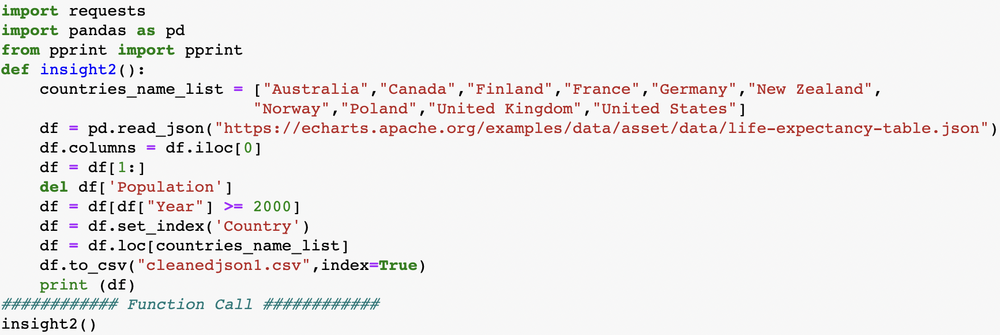 import requests
import pandas as pd
from pprint import pprint
def insight2():
    countries_name_list = ["Australia","Canada","Finland","France","Germany","New Zealand",
                          "Norway","Poland","United Kingdom","United States"]
    df = pd.read_json("https://echarts.apache.org/examples/data/asset/data/life-expectancy-table.json")
    df.columns = df.iloc[0]
    df = df[1:]
    del df['Population']
    df = df[df["Year"] >= 2000]
    df = df.set_index('Country')
    df = df.loc[countries_name_list]
    df.to_csv("cleanedjson1.csv",index=True)
    print (df)
############ Function Call ############
insight2()